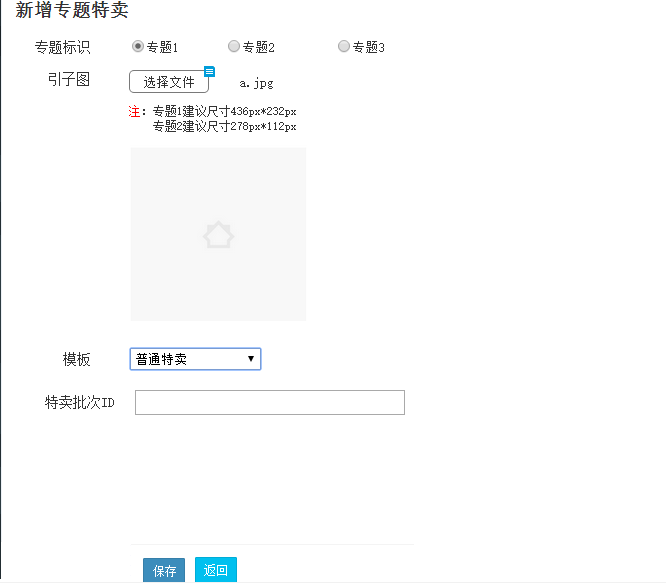 新增专题特卖
专题标识 专题1 专题2 专题3
引子图 选择文件 a.jpg
注：专题1建议尺寸436px*232px
专题2建议尺寸278px*112px
模板 普通特卖
特卖批次ID
保存 返回